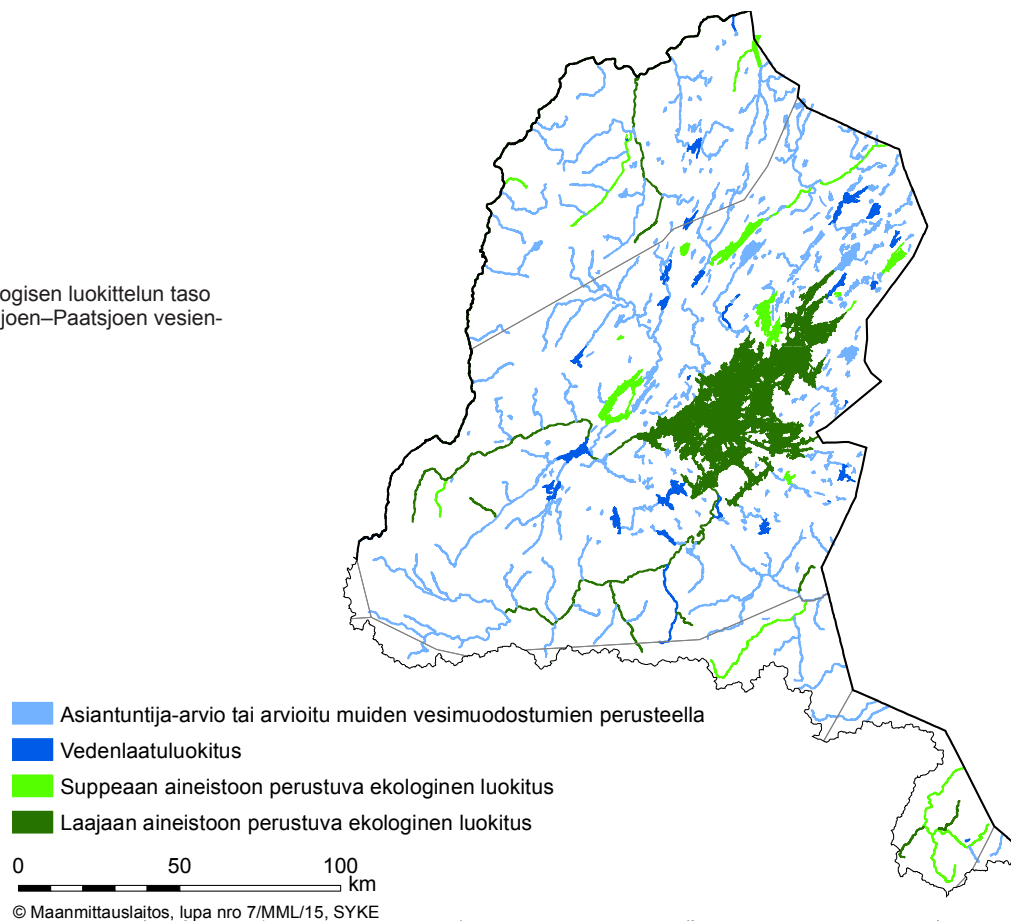 ogisen luokittelun taso
joen–Paatsjoen vesien-
Asiantuntija-arvio tai arvioitu muiden vesimuodostumien perusteella
Vedenlaatuluokitus
Suppeaan aineistoon perustuva ekologinen luokitus
Laajaan aineistoon perustuva ekologinen luokitus
0 50 100
km
© Maanmittauslaitos, lupa nro 7/MML/15, SYKE